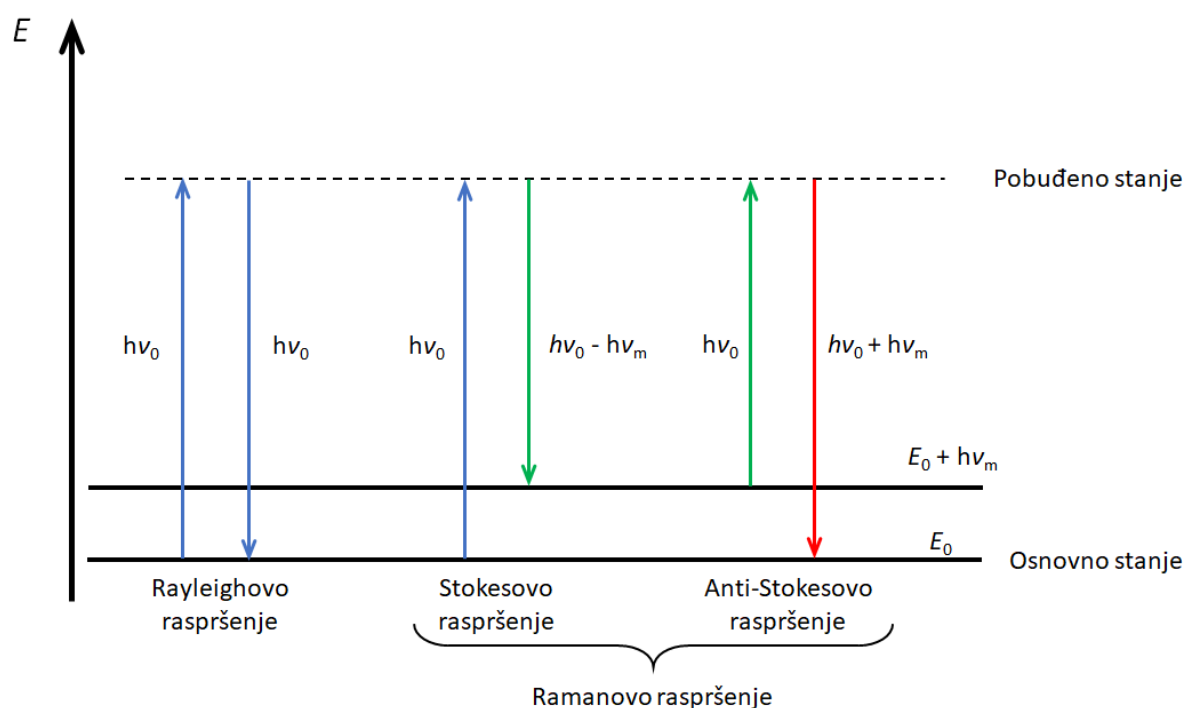 E
Pobuđeno stanje
hν₀
hν₀
hν₀
hν₀ - hνₘ
hν₀
hν₀ + hνₘ
E₀ + hνₘ
E₀
Osnovno stanje
Rayleighovo
raspršenje
Stokesovo
raspršenje
Anti-Stokesovo
raspršenje
Ramanovo raspršenje